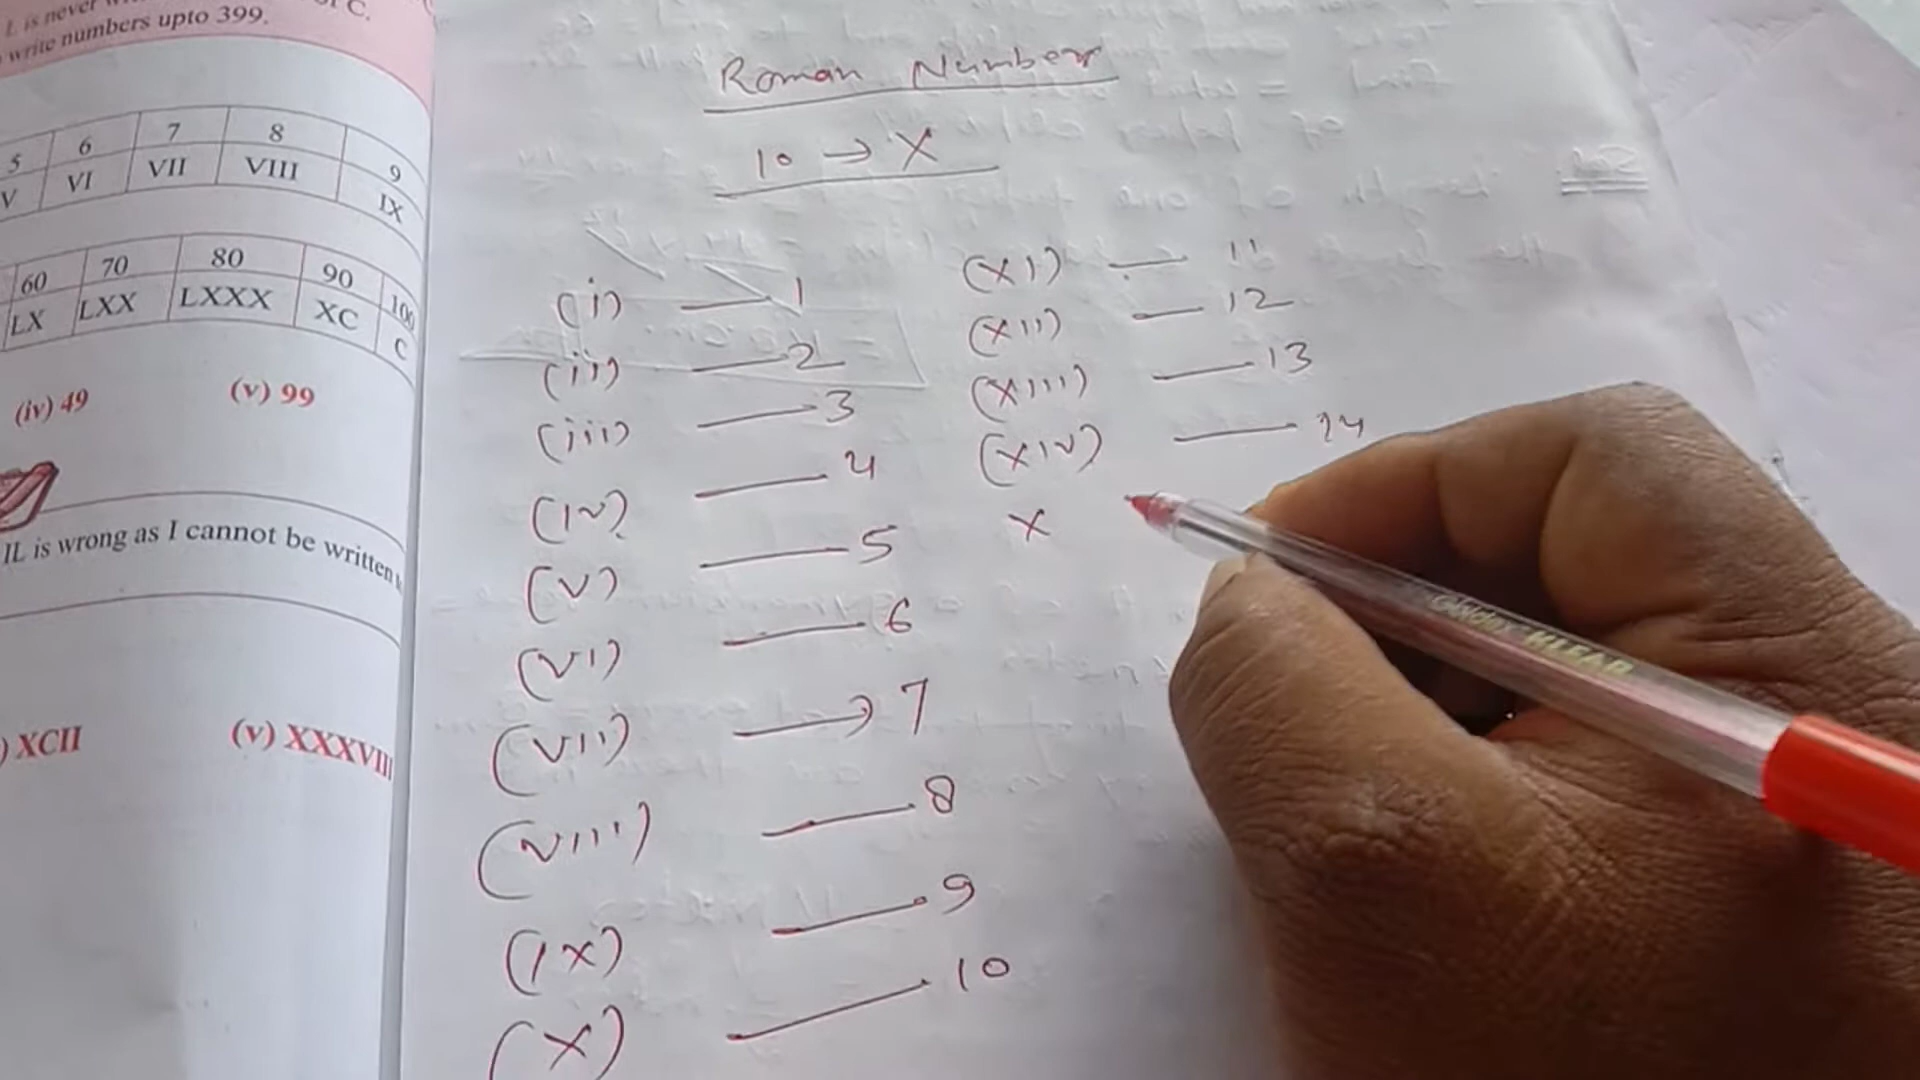 L is never
write numbers upto 399.
5 6 7 8 9
V VI VII VIII IX
60 70 80 90 100
LX LXX LXXX XC C
(iv) 49 (v) 99
IL is wrong as I cannot be written
) XCII (v) XXXVIII
Roman Number
10 → X
(i) — 1
(ii) — 2
(iii) — 3
(iv) — 4
(v) — 5
(vi) — 6
(vii) → 7
(viii) — 8
(ix) — 9
(x) — 10
(xi) — 11
(xii) — 12
(xiii) — 13
(xiv) — 14
X